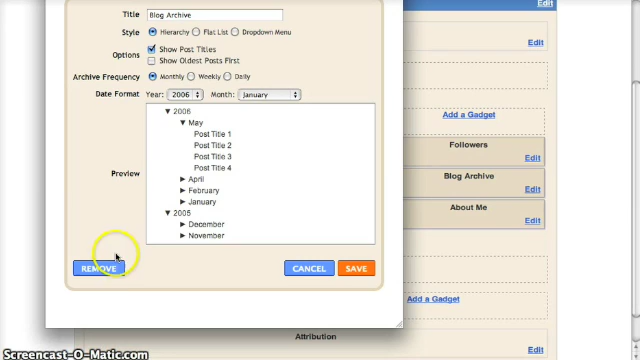 Edit
Title Blog Archive
Style Hierarchy Flat List Dropdown Menu
Edit
Options Show Post Titles
Show Oldest Posts First
Archive Frequency Monthly Weekly Daily
Date Format Year: 2006 Month: January
2006
May
Post Title 1
Post Title 2
Post Title 3
Post Title 4
April
February
January
2005
December
November
Preview
REMOVE CANCEL SAVE
Add a Gadget
Followers
Edit
Blog Archive
Edit
About Me
Edit
Add a Gadget
Attribution
Edit
Screencast-O-Matic.com